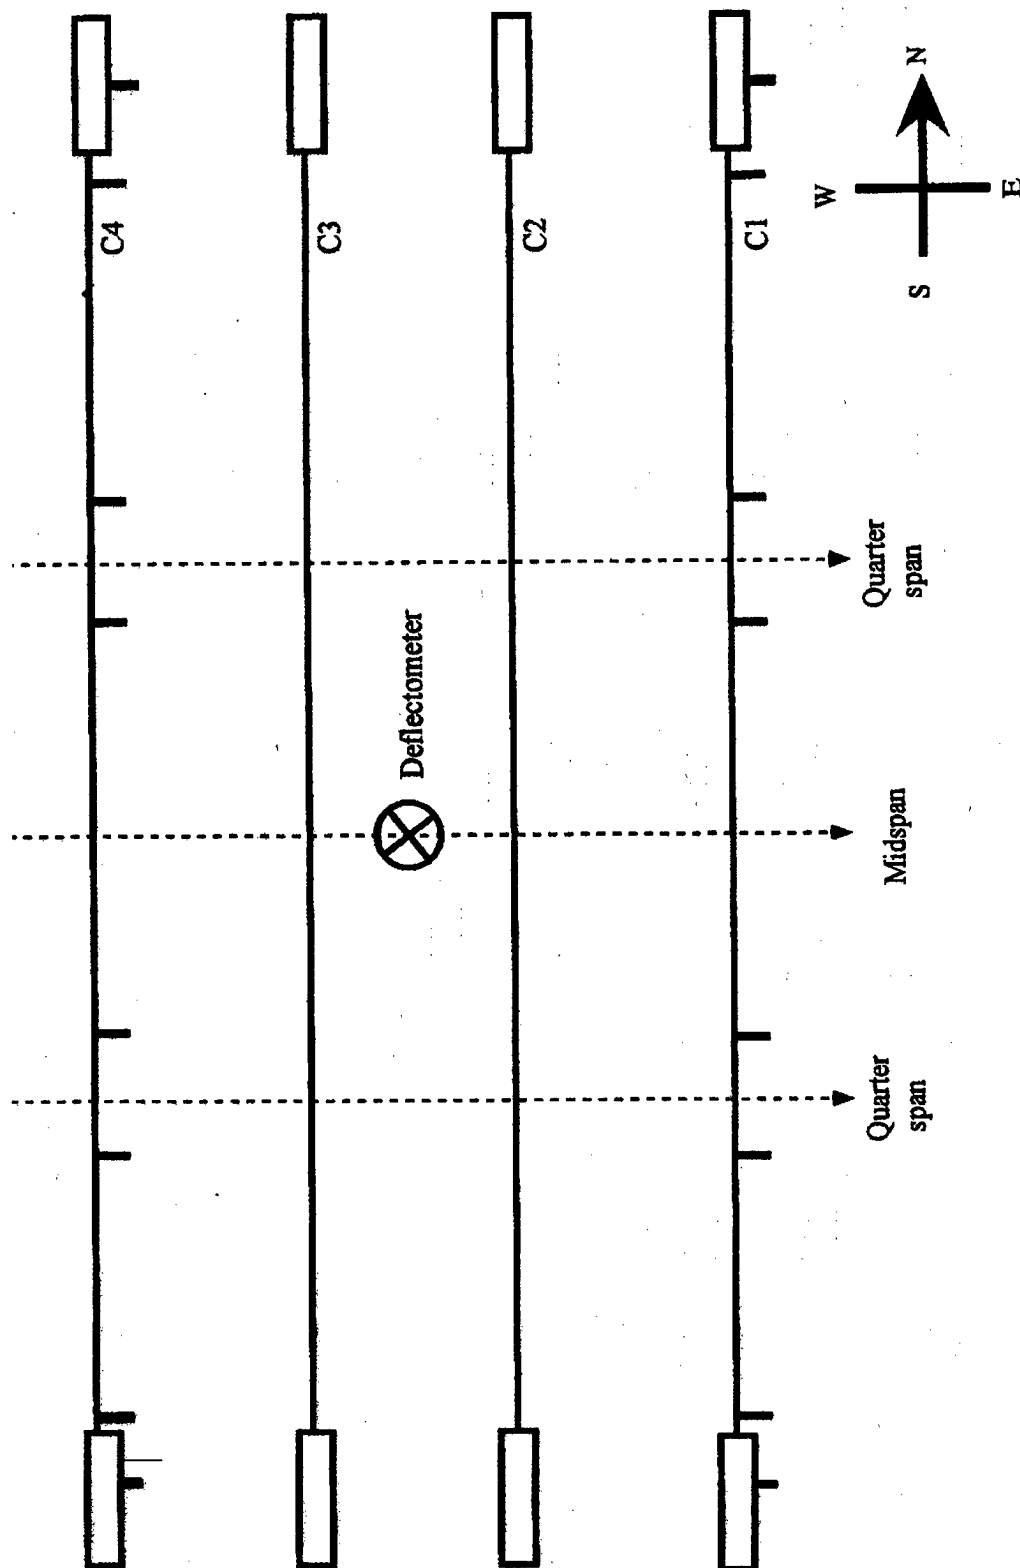 C4
C3
C2
C1
Deflectometer
Quarter
span
Midspan
Quarter
span
N
W
E
S